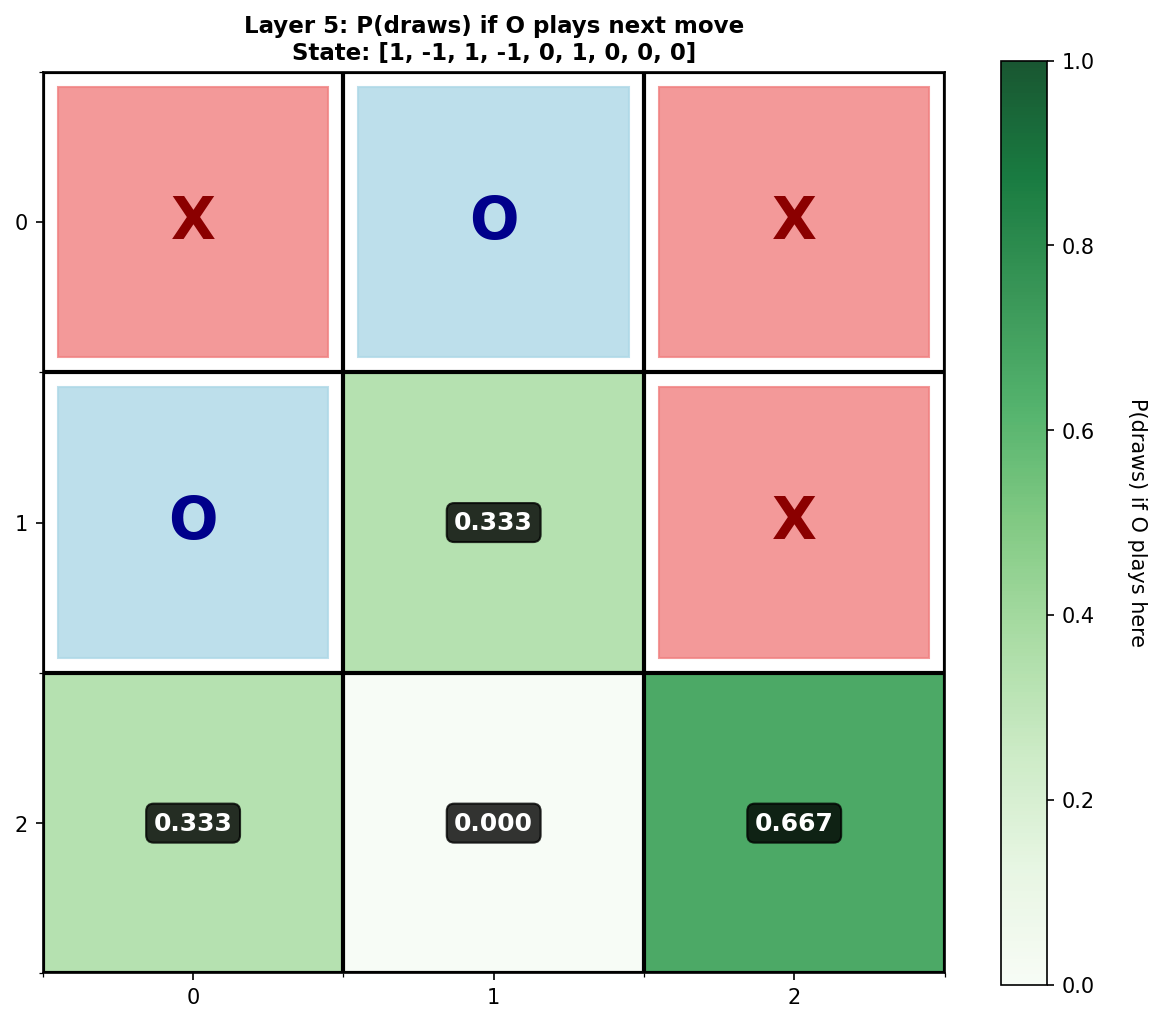 Layer 5: P(draws) if O plays next move
State: [1, -1, 1, -1, 0, 1, 0, 0, 0]
X O X
O 0.333 X
0.333 0.000 0.667
0
1
2
0 1 2
1.0
0.8
0.6
0.4
0.2
0.0
P(draws) if O plays here